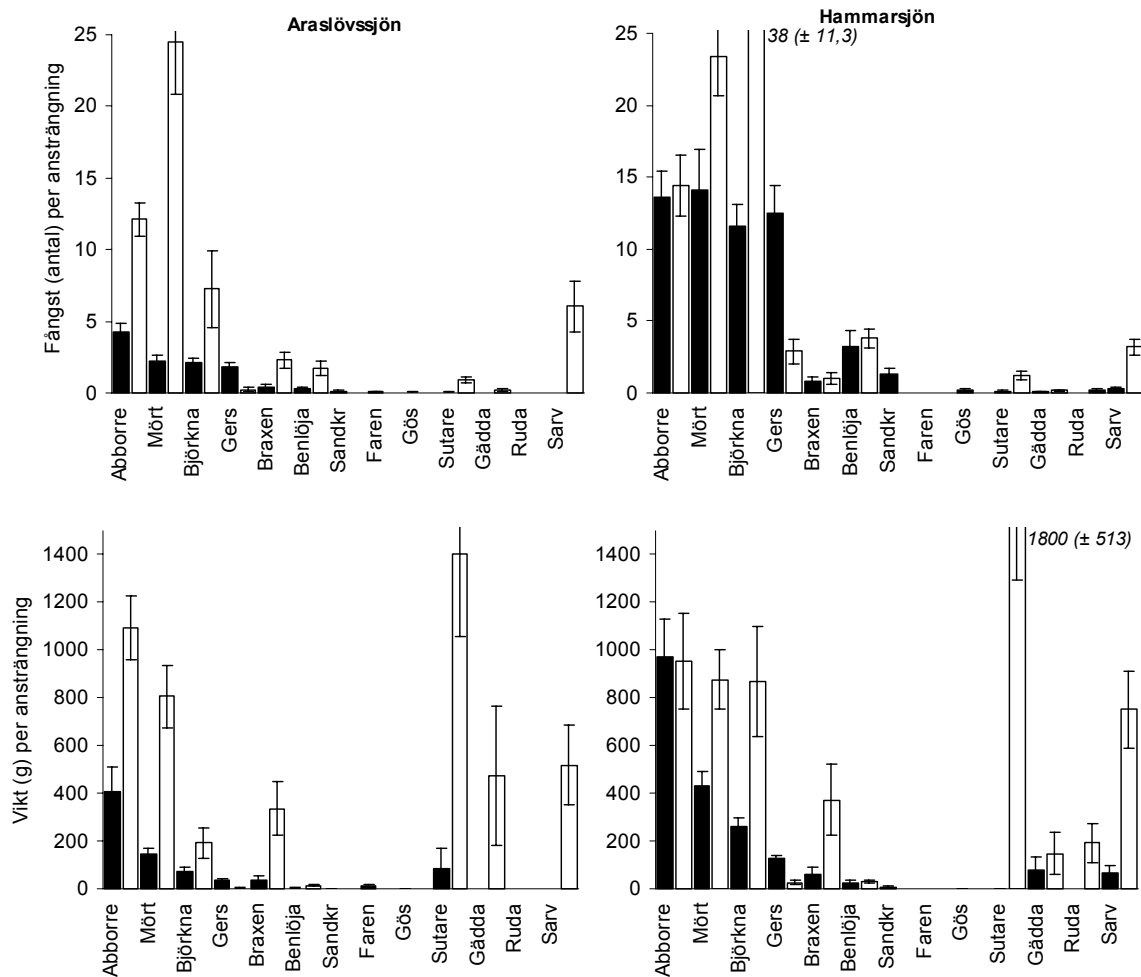 Araslövssjön
Fångst (antal) per ansträngning
25
20
15
10
5
0
Abborre
Mört
Björkna
Gers
Braxen
Benlöja
Sandkr
Faren
Gös
Sutare
Gädda
Ruda
Sarv
Hammarsjön
38 (± 11,3)
25
20
15
10
5
0
Abborre
Mört
Björkna
Gers
Braxen
Benlöja
Sandkr
Faren
Gös
Sutare
Gädda
Ruda
Sarv
Vikt (g) per ansträngning
1400
1200
1000
800
600
400
200
0
Abborre
Mört
Björkna
Gers
Braxen
Benlöja
Sandkr
Faren
Gös
Sutare
Gädda
Ruda
Sarv
1800 (± 513)
1400
1200
1000
800
600
400
200
0
Abborre
Mört
Björkna
Gers
Braxen
Benlöja
Sandkr
Faren
Gös
Sutare
Gädda
Ruda
Sarv